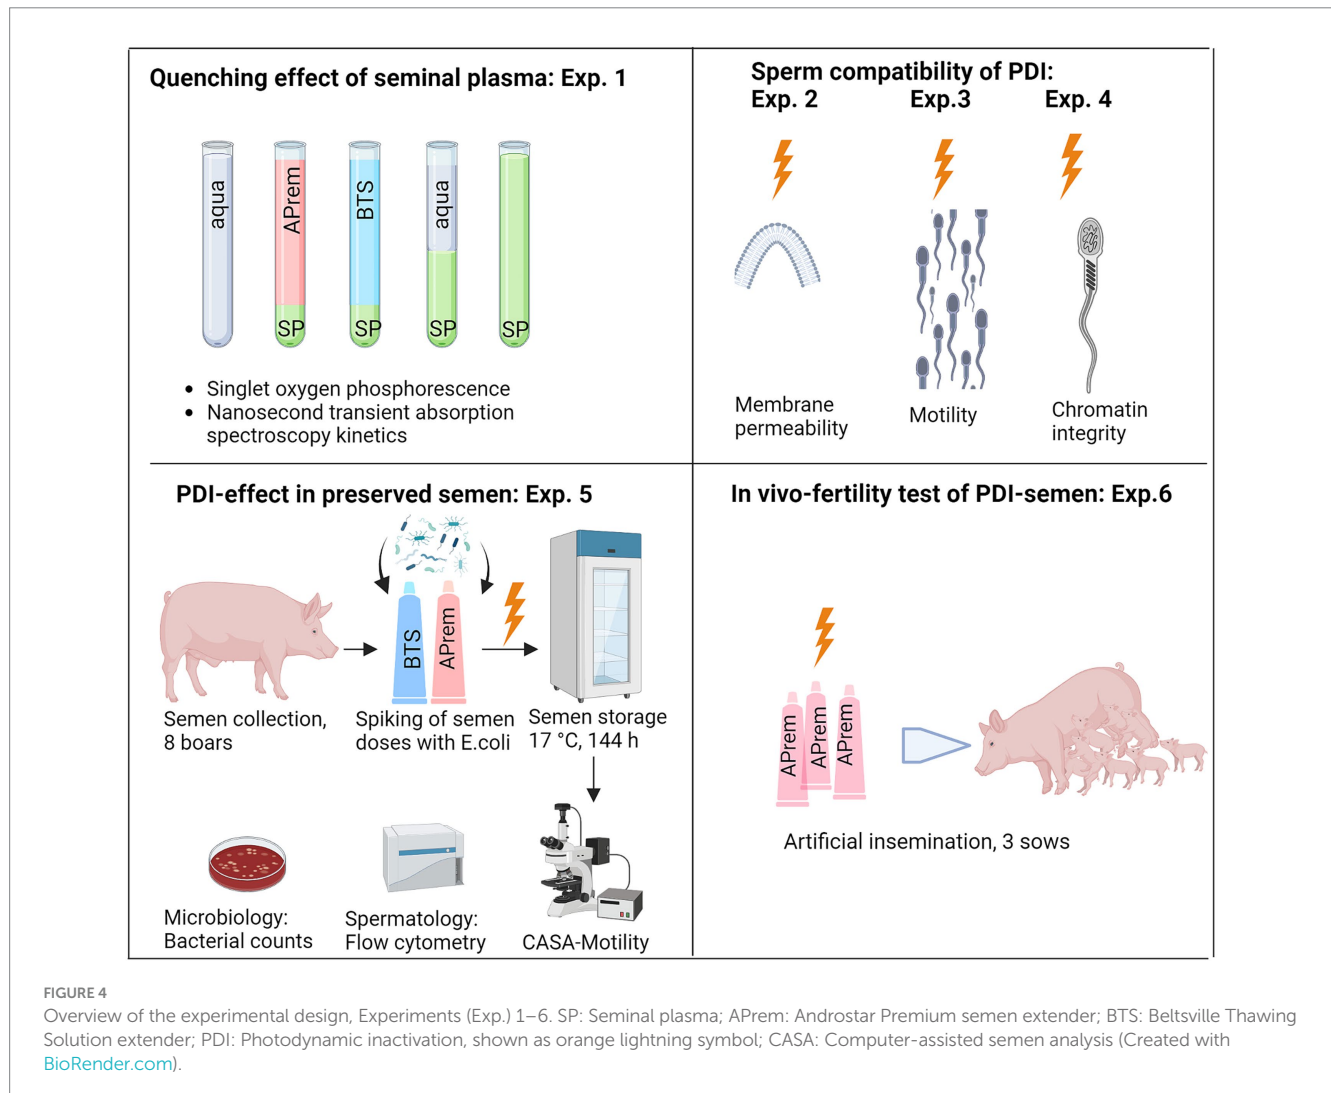 Quenching effect of seminal plasma: Exp. 1
aqua
APrem
BTS
aqua
SP
SP
SP
SP
• Singlet oxygen phosphorescence
• Nanosecond transient absorption
spectroscopy kinetics
Sperm compatibility of PDI:
Exp. 2 Exp.3 Exp. 4
Membrane
permeability
Motility
Chromatin
integrity
PDI-effect in preserved semen: Exp. 5
BTS
APrem
Semen collection,
8 boars
Spiking of semen
doses with E.coli
Semen storage
17 °C, 144 h
Microbiology:
Bacterial counts
Spermatology:
Flow cytometry
CASA-Motility
In vivo-fertility test of PDI-semen: Exp.6
APrem
APrem
APrem
Artificial insemination, 3 sows
FIGURE 4
Overview of the experimental design, Experiments (Exp.) 1–6. SP: Seminal plasma; APrem: Androstar Premium semen extender; BTS: Beltsville Thawing
Solution extender; PDI: Photodynamic inactivation, shown as orange lightning symbol; CASA: Computer-assisted semen analysis (Created with
BioRender.com).